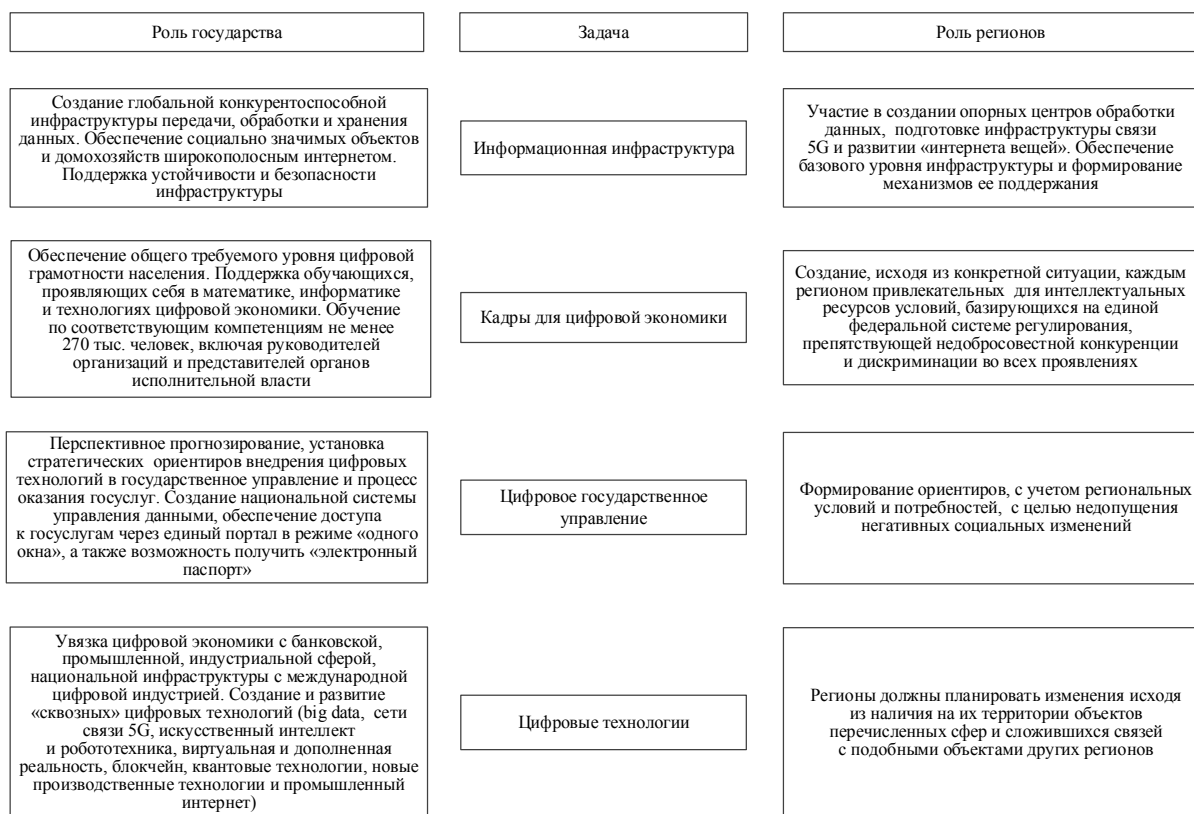 Роль государства
Задача
Роль регионов
Создание глобальной конкурентоспособной
инфраструктуры передачи, обработки и хранения
данных. Обеспечение социально значимых объектов
и домохозяйств широкополосным интернетом.
Поддержка устойчивости и безопасности
инфраструктуры
Информационная инфраструктура
Участие в создании опорных центров обработки
данных, подготовке инфраструктуры связи
5G и развитии «интернета вещей». Обеспечение
базового уровня инфраструктуры и формирование
механизмов ее поддержания
Обеспечение общего требуемого уровня цифровой
грамотности населения. Поддержка обучающихся,
проявляющих себя в математике, информатике
и технологиях цифровой экономики. Обучение
по соответствующим компетенциям не менее
270 тыс. человек, включая руководителей
организаций и представителей органов
исполнительной власти
Кадры для цифровой экономики
Создание, исходя из конкретной ситуации, каждым
регионом привлекательных для интеллектуальных
ресурсов условий, базирующихся на единой
федеральной системе регулирования,
препятствующей недобросовестной конкуренции
и дискриминации во всех проявлениях
Перспективное прогнозирование, установка
стратегических ориентиров внедрения цифровых
технологий в государственное управление и процесс
оказания госуслуг. Создание национальной системы
управления данными, обеспечение доступа
к госуслугам через единый портал в режиме «одного
окна», а также возможность получить «электронный
паспорт»
Цифровое государственное
управление
Формирование ориентиров, с учетом региональных
условий и потребностей, с целью недопущения
негативных социальных изменений
Увязка цифровой экономики с банковской,
промышленной, индустриальной сферой,
национальной инфраструктуры с международной
цифровой индустрией. Создание и развитие
«сквозных» цифровых технологий (big data, сети
связи 5G, искусственный интеллект
и робототехника, виртуальная и дополненная
реальность, блокчейн, квантовые технологии, новые
производственные технологии и промышленный
интернет)
Цифровые технологии
Регионы должны планировать изменения исходя
из наличия на их территории объектов
перечисленных сфер и сложившихся связей
с подобными объектами других регионов